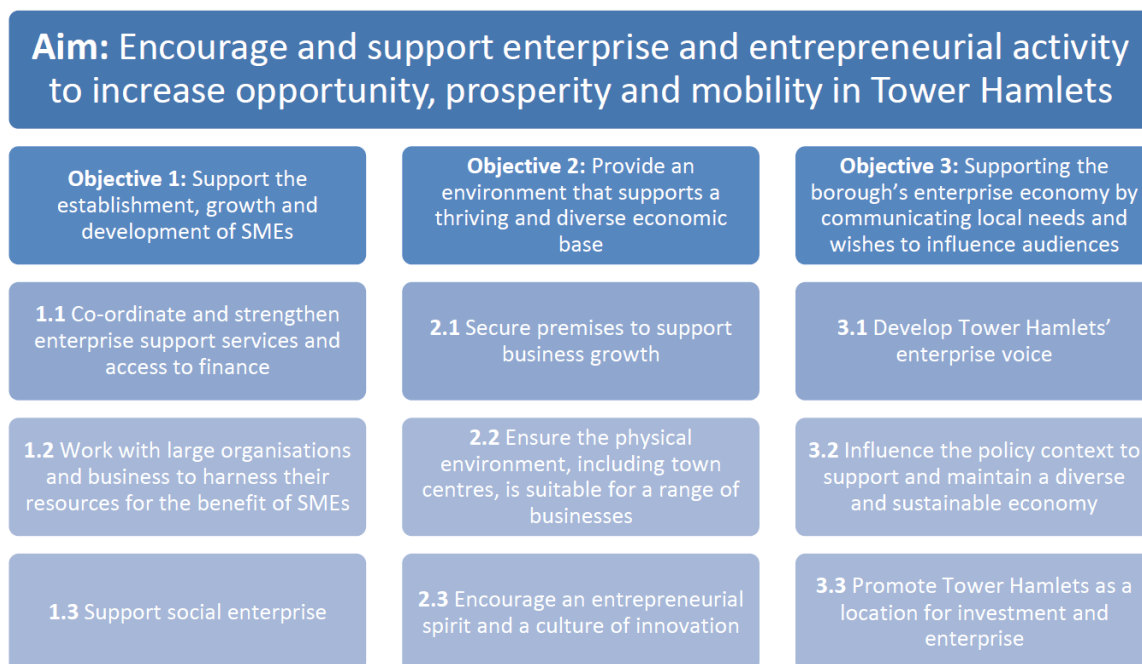 Aim: Encourage and support enterprise and entrepreneurial activity
to increase opportunity, prosperity and mobility in Tower Hamlets
Objective 1: Support the
establishment, growth and
development of SMEs
1.1 Co-ordinate and strengthen
enterprise support services and
access to finance
1.2 Work with large organisations
and business to harness their
resources for the benefit of SMEs
1.3 Support social enterprise
Objective 2: Provide an
environment that supports a
thriving and diverse economic
base
2.1 Secure premises to support
business growth
2.2 Ensure the physical
environment, including town
centres, is suitable for a range of
businesses
2.3 Encourage an entrepreneurial
spirit and a culture of innovation
Objective 3: Supporting the
borough’s enterprise economy by
communicating local needs and
wishes to influence audiences
3.1 Develop Tower Hamlets’
enterprise voice
3.2 Influence the policy context to
support and maintain a diverse
and sustainable economy
3.3 Promote Tower Hamlets as a
location for investment and
enterprise